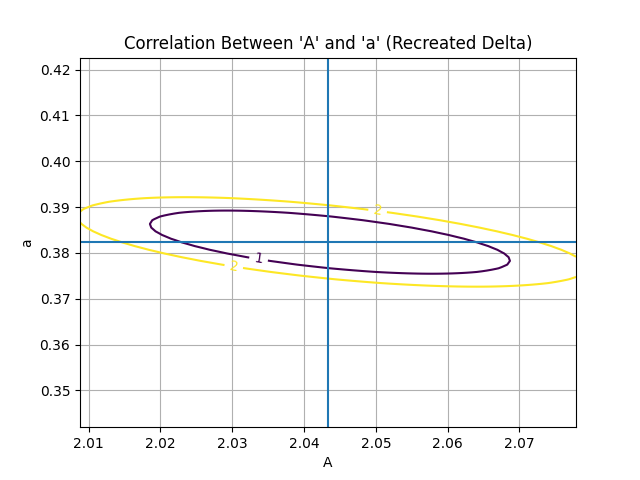 Correlation Between 'A' and 'a' (Recreated Delta)
0.42
0.41
0.40
0.39
0.38
0.37
0.36
0.35
a
2
1
2
2.01 2.02 2.03 2.04 2.05 2.06 2.07
A